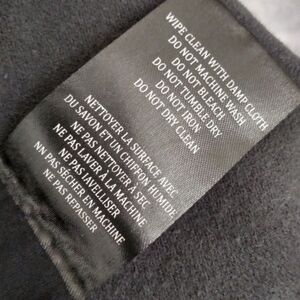 WIPE CLEAN WITH DAMP CLOTH
DO NOT MACHINE WASH
DO NOT BLEACH
DO NOT TUMBLE DRY
DO NOT IRON
DO NOT DRY CLEAN
NETTOYER LA SURFACE AVEC
DU SAVON ET UN CHIFFON HUMIDE
NE PAS NETTOYER À SEC
NE PAS LAVER À LA MACHINE
NE PAS JAVELLISER
NN PAS SÉCHER EN MACHINE
NE PAS REPASSER